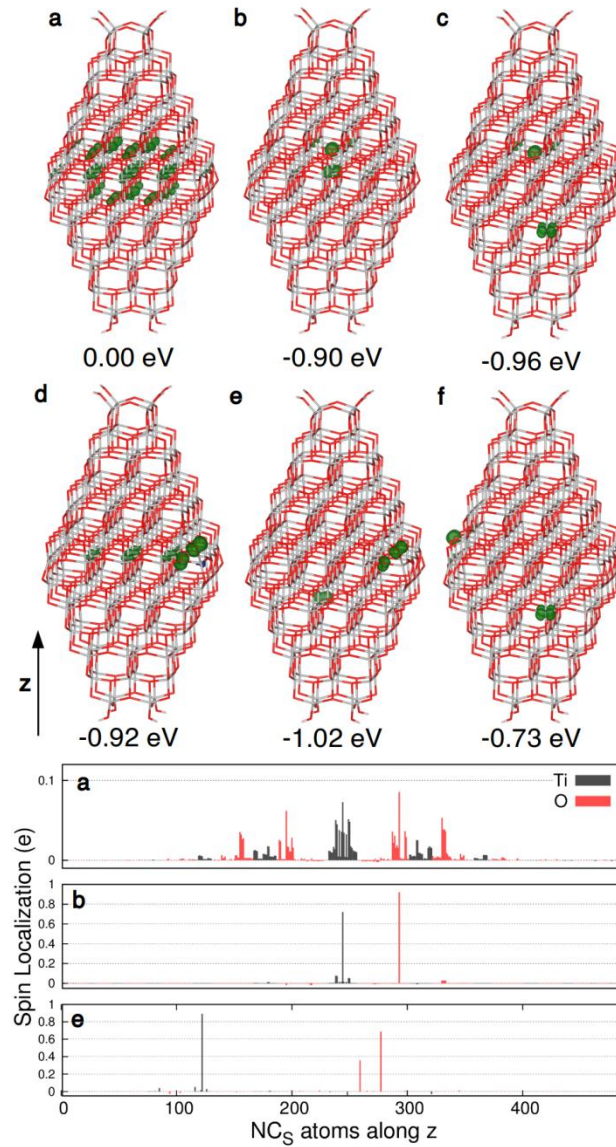 a b c
0.00 eV -0.90 eV -0.96 eV
d e f
z
-0.92 eV -1.02 eV -0.73 eV
a
Ti
O
0.1
0
b
1
0.8
0.6
0.4
0.2
0
e
1
0.8
0.6
0.4
0.2
0
Spin Localization (e)
0 100 200 300 400
NC_S atoms along z